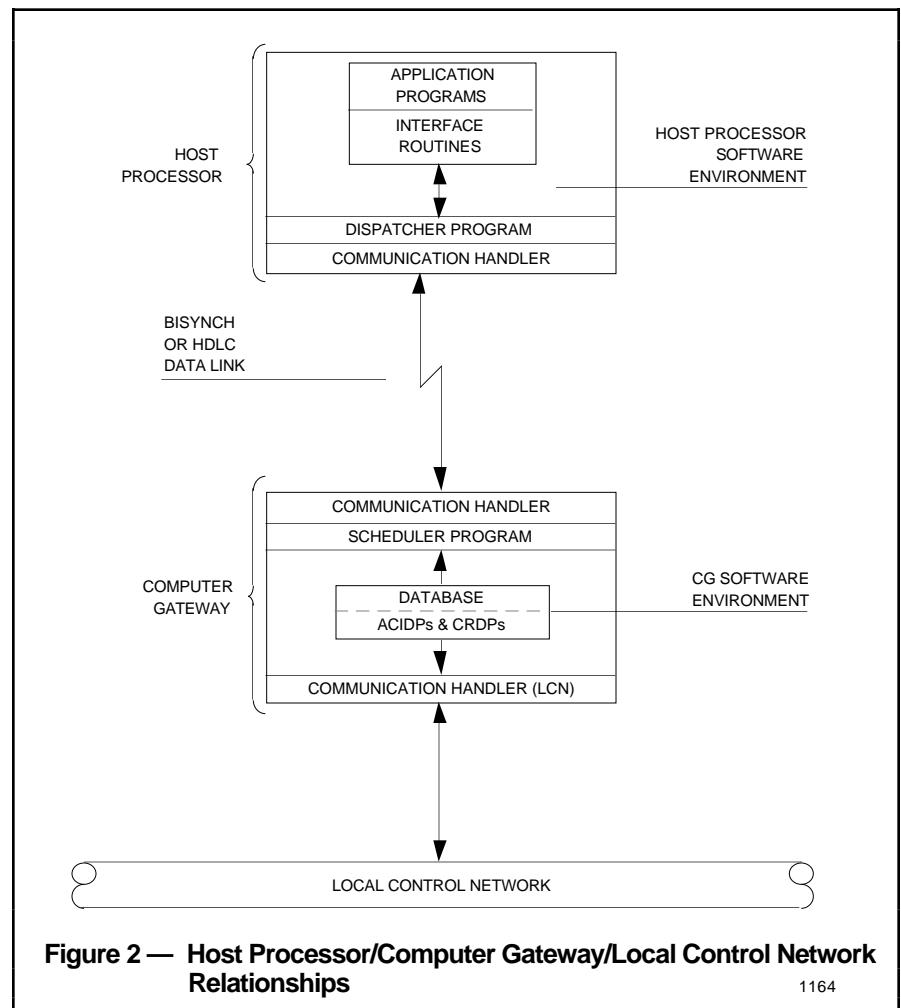 APPLICATION
PROGRAMS
INTERFACE
ROUTINES
HOST
PROCESSOR
HOST PROCESSOR
SOFTWARE
ENVIRONMENT
DISPATCHER PROGRAM
COMMUNICATION HANDLER
BISYNCH
OR HDLC
DATA LINK
COMMUNICATION HANDLER
SCHEDULER PROGRAM
COMPUTER
GATEWAY
DATABASE
ACIDPs & CRDPs
CG SOFTWARE
ENVIRONMENT
COMMUNICATION HANDLER (LCN)
LOCAL CONTROL NETWORK
Figure 2 — Host Processor/Computer Gateway/Local Control Network
Relationships
1164